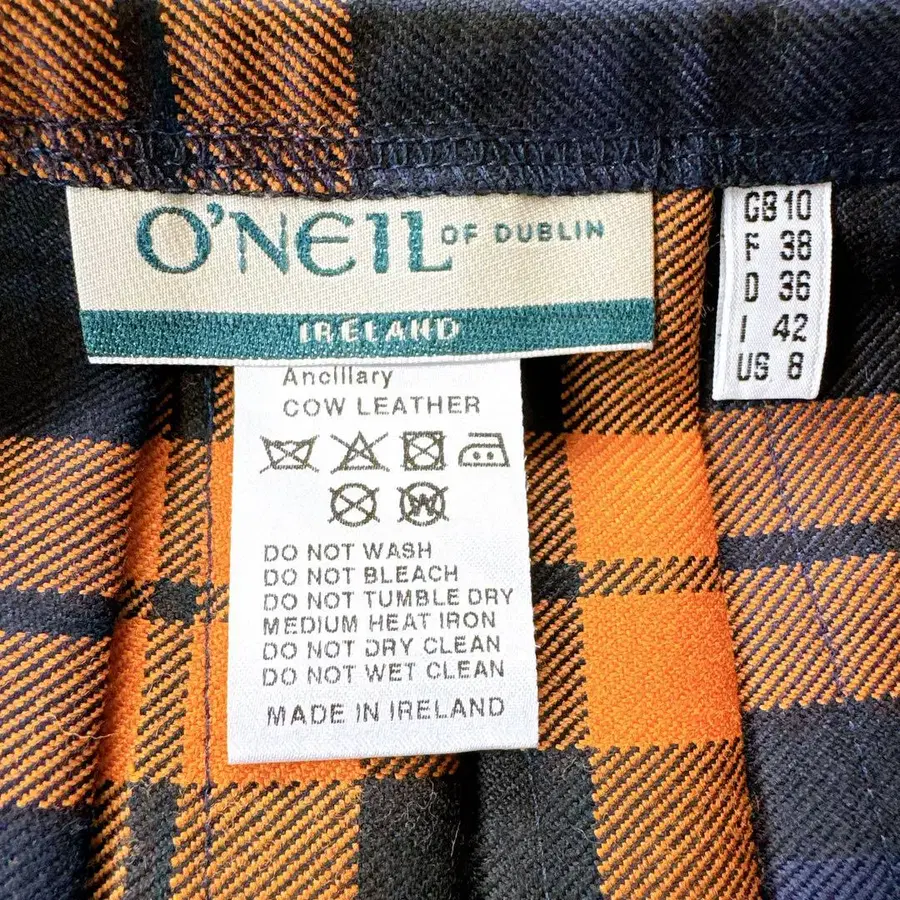 O'NEIL OF DUBLIN
IRELAND
GB 10
F 38
D 36
I 42
US 8
Ancillary
COW LEATHER
W
DO NOT WASH
DO NOT BLEACH
DO NOT TUMBLE DRY
MEDIUM HEAT IRON
DO NOT DRY CLEAN
DO NOT WET CLEAN
MADE IN IRELAND